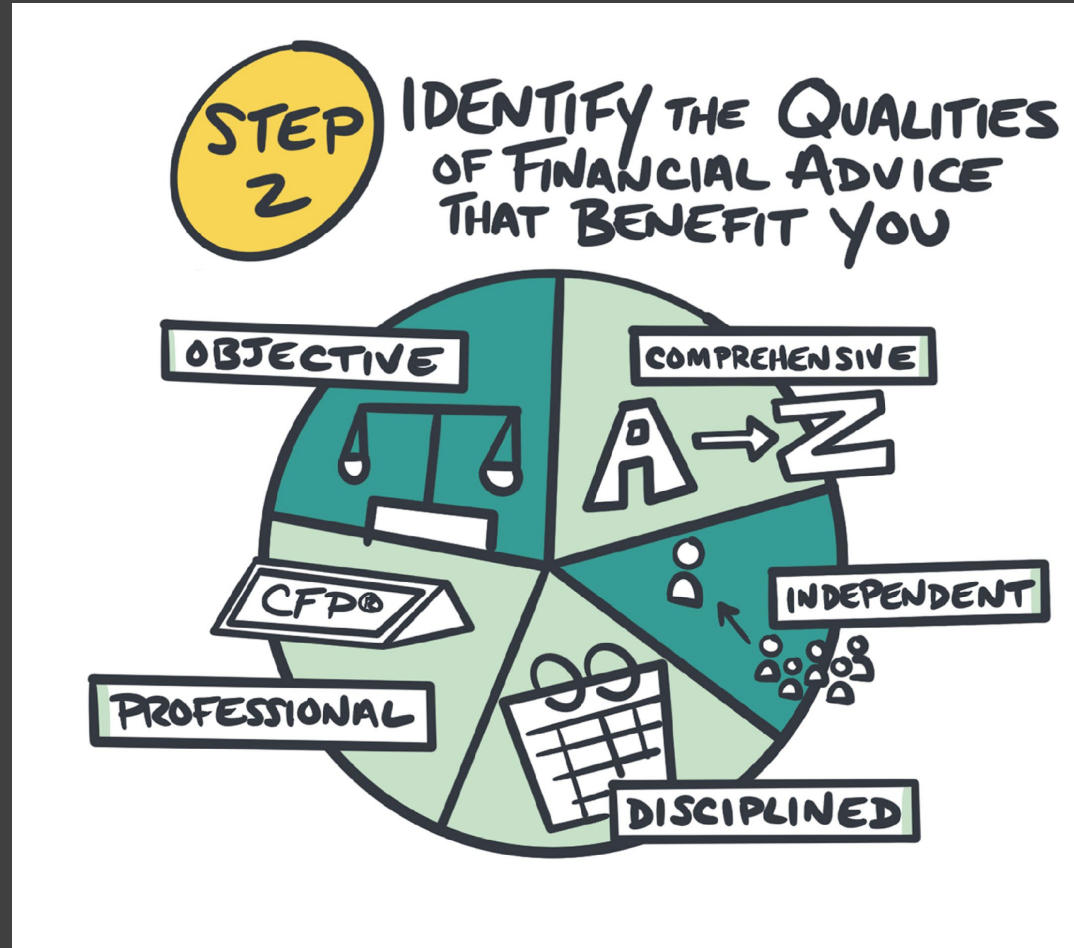 STEP
2
IDENTIFY THE QUALITIES
OF FINANCIAL ADVICE
THAT BENEFIT YOU
OBJECTIVE
COMPREHENSIVE
A → Z
INDEPENDENT
CFP®
PROFESSIONAL
DISCIPLINED